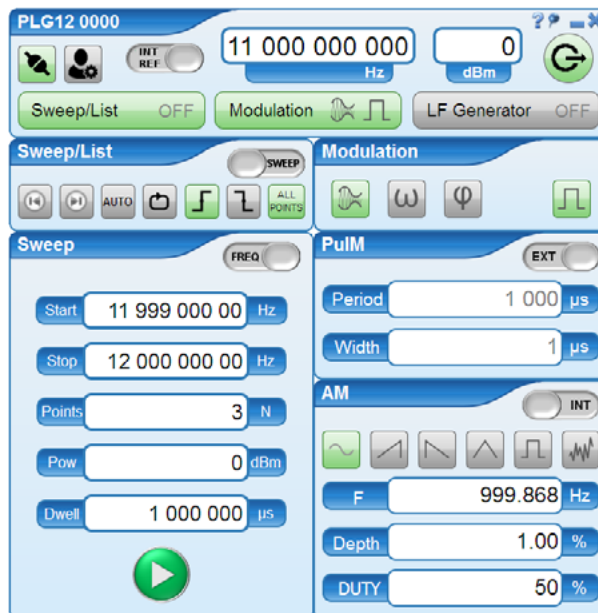 PLG12 0000
INT REF
11 000 000 000
Hz
0
dBm
Sweep/List OFF
Modulation
LF Generator OFF
Sweep/List
SWEEP
AUTO
ALL POINTS
Modulation
ω
φ
Sweep
FREQ
Start 11 999 000 00 Hz
Stop 12 000 000 00 Hz
Points 3 N
Pow 0 dBm
Dwell 1 000 000 µs
PulM
EXT
Period 1 000 µs
Width 1 µs
AM
INT
F 999.868 Hz
Depth 1.00 %
DUTY 50 %